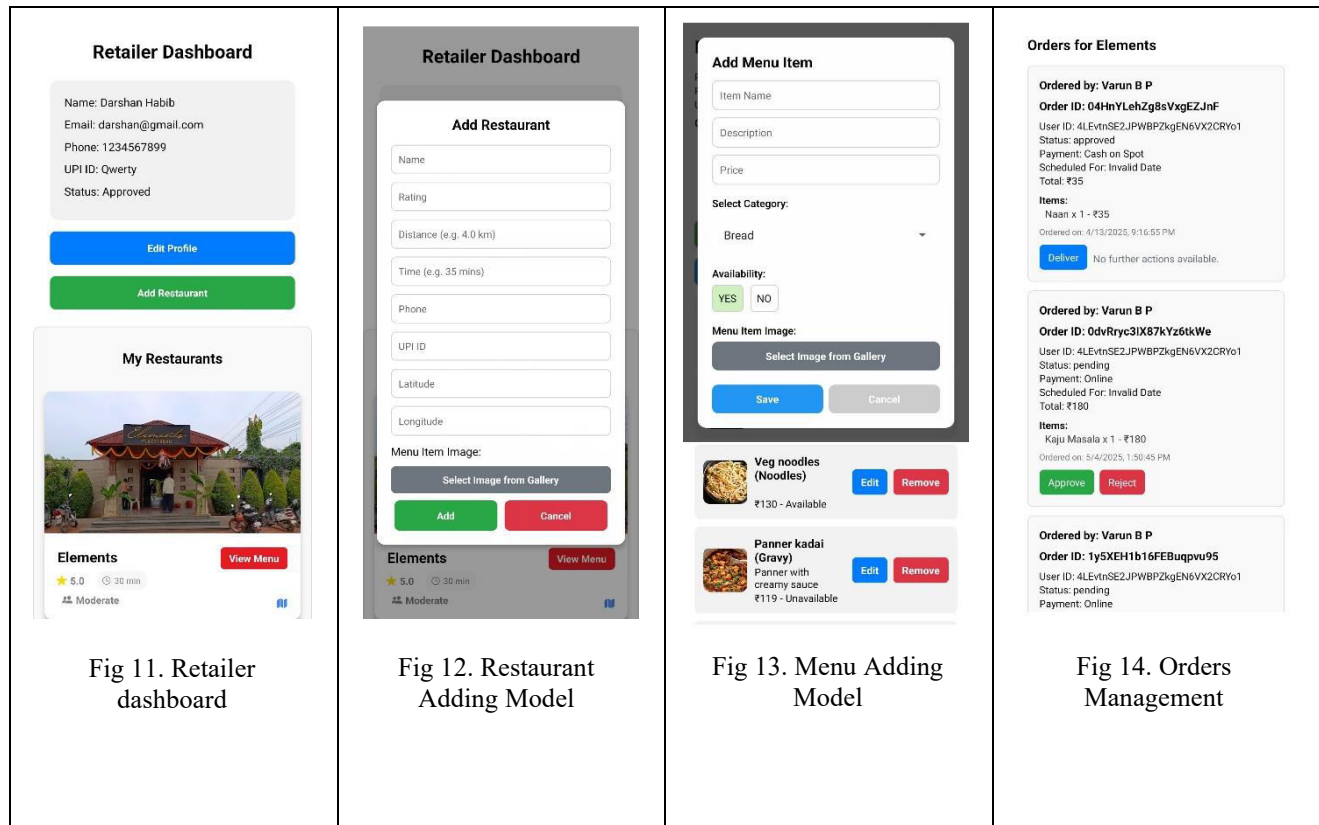 Retailer Dashboard
Name: Darshan Habib
Email: darshan@gmail.com
Phone: 1234567899
UPI ID: Qwerty
Status: Approved
Edit Profile
Add Restaurant
My Restaurants
Elements
Elements
View Menu
5.0
30 min
Moderate
Fig 11. Retailer
dashboard
Retailer Dashboard
Add Restaurant
Name
Rating
Distance (e.g. 4.0 km)
Time (e.g. 35 mins)
Phone
UPI ID
Latitude
Longitude
Menu Item Image:
Select Image from Gallery
Add
Cancel
Elements
View Menu
5.0
30 min
Moderate
Fig 12. Restaurant
Adding Model
Add Menu Item
Item Name
Description
Price
Select Category:
Bread
Availability:
YES
NO
Menu Item Image:
Select Image from Gallery
Save
Cancel
Veg noodles
(Noodles)
₹130 - Available
Edit
Remove
Panner kadai
(Gravy)
Panner with
creamy sauce
₹119 - Unavailable
Edit
Remove
Fig 13. Menu Adding
Model
Orders for Elements
Ordered by: Varun B P
Order ID: 04HnYLehZg8sVxgEZJnF
User ID: 4LEvtnSE2JPWBPZkgEN6VX2CRYo1
Status: approved
Payment: Cash on Spot
Scheduled For: Invalid Date
Total: ₹35
Items:
Naan x 1 - ₹35
Ordered on: 4/13/2025, 9:16:55 PM
Deliver
No further actions available.
Ordered by: Varun B P
Order ID: 0dvRryc3IX87kYz6tkWe
User ID: 4LEvtnSE2JPWBPZkgEN6VX2CRYo1
Status: pending
Payment: Online
Scheduled For: Invalid Date
Total: ₹180
Items:
Kaju Masala x 1 - ₹180
Ordered on: 5/4/2025, 1:50:45 PM
Approve
Reject
Ordered by: Varun B P
Order ID: 1y5XEH1b16FEBuqpvu95
User ID: 4LEvtnSE2JPWBPZkgEN6VX2CRYo1
Status: pending
Payment: Online
Fig 14. Orders
Management